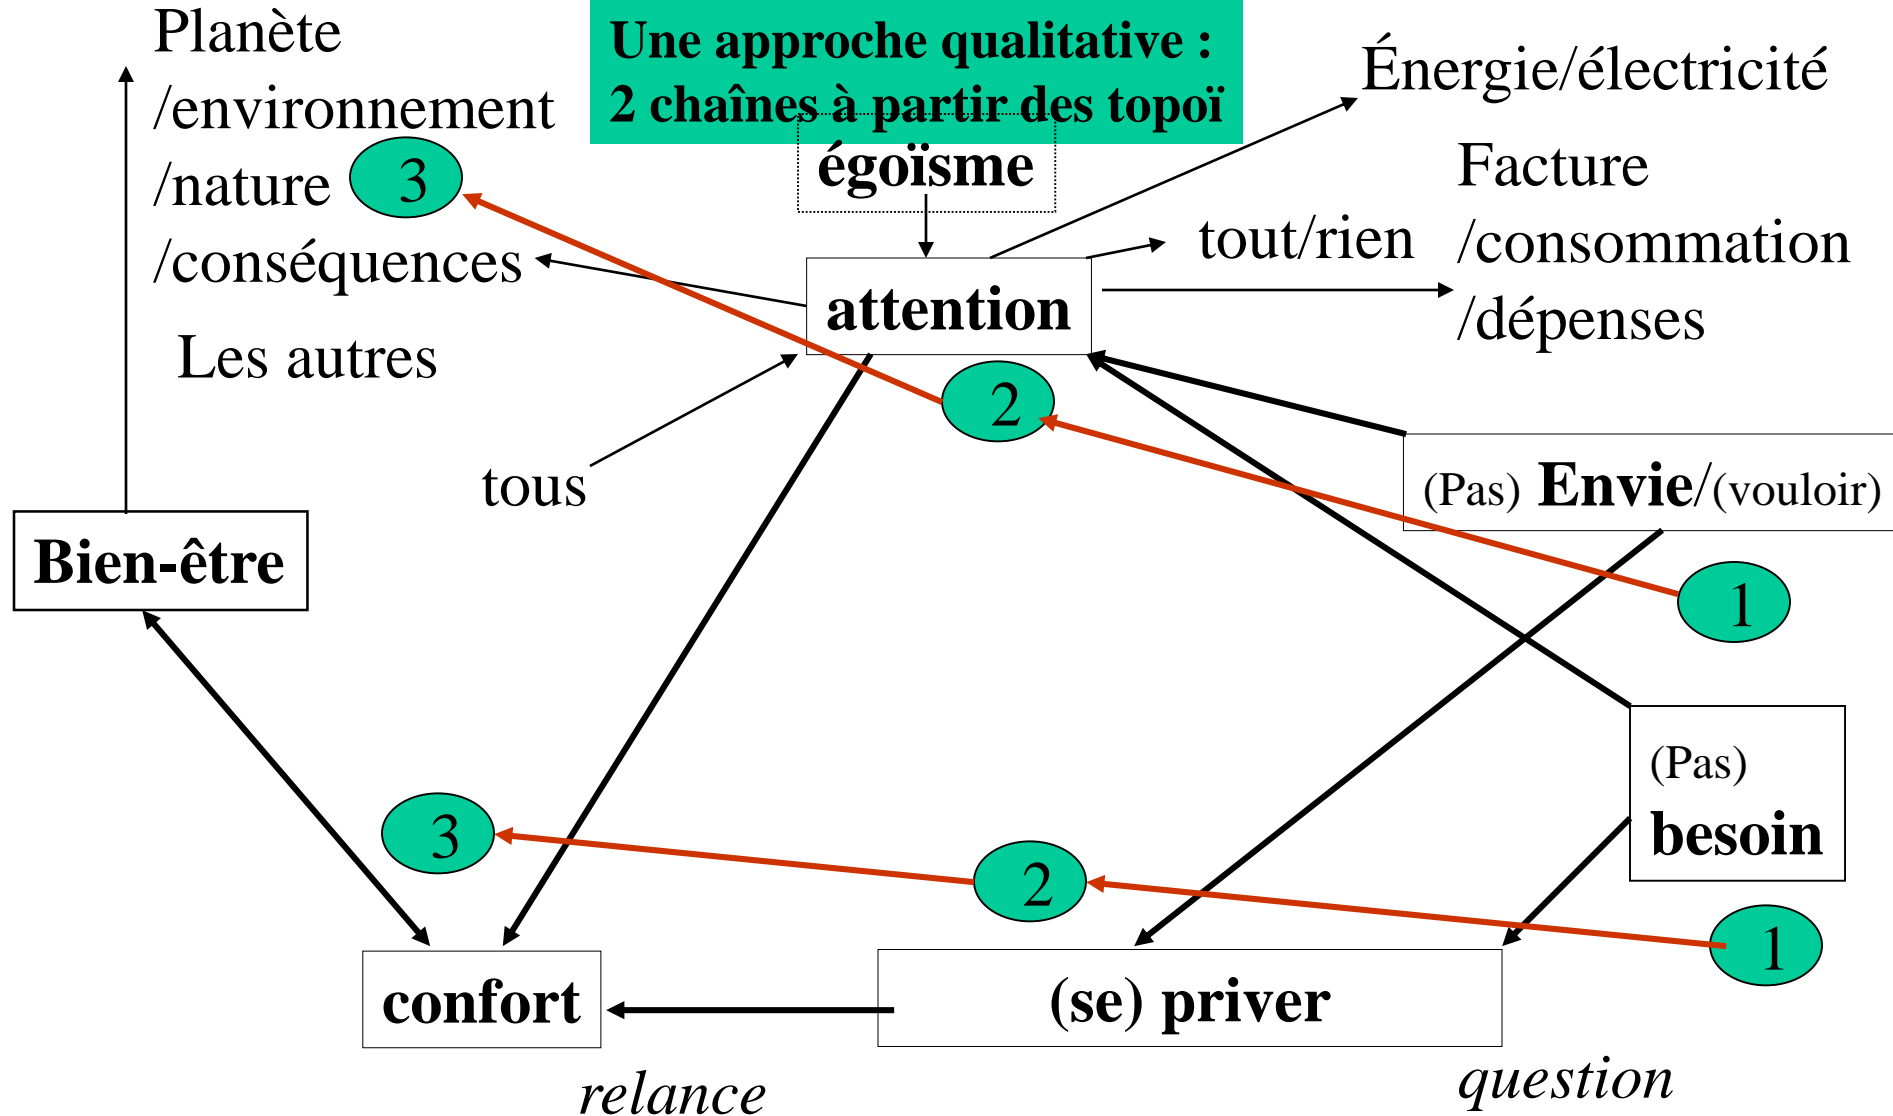 Une approche qualitative :
2 chaînes à partir des topoï
Planète
/environnement
/nature
/conséquences
Les autres
3
égoïsme
Énergie/électricité
tout/rien
Facture
/consommation
/dépenses
attention
2
tous
(Pas) Envie/(vouloir)
1
Bien-être
(Pas)
besoin
3
2
1
confort
(se) priver
relance
question